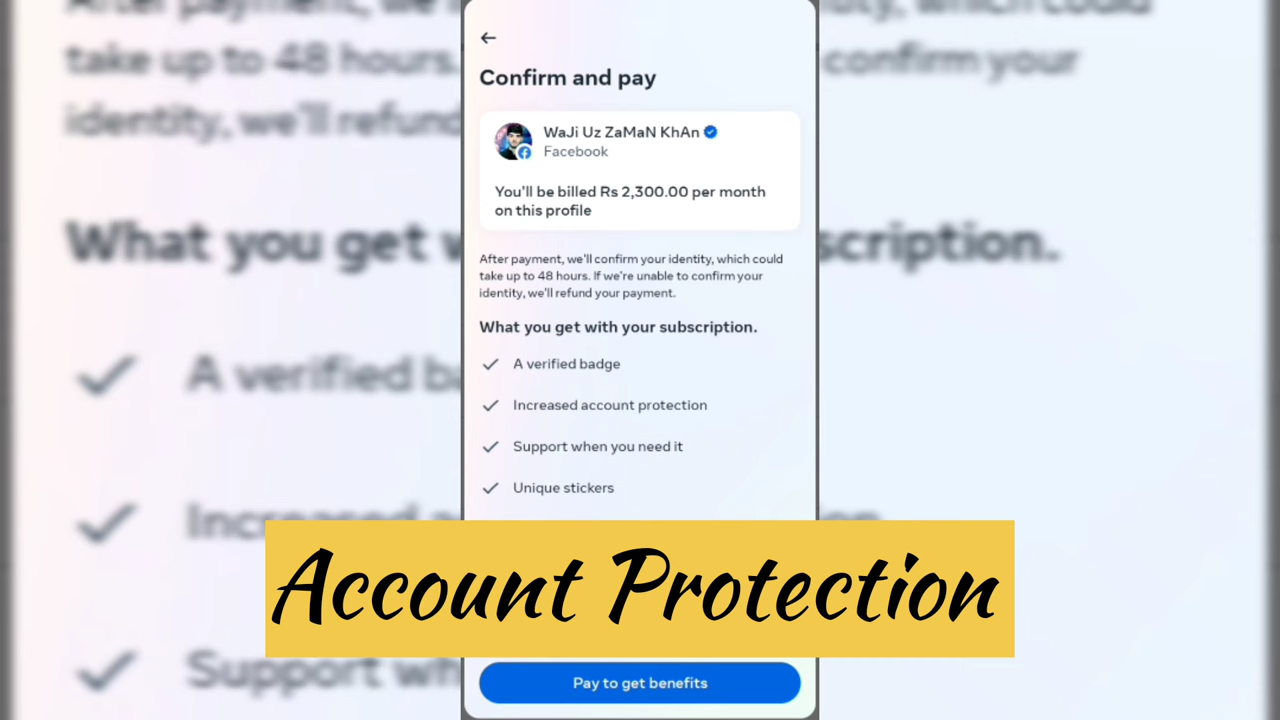 Confirm and pay
WaJi Uz ZaMaN KhAn
Facebook
You'll be billed Rs 2,300.00 per month
on this profile
After payment, we'll confirm your identity, which could
take up to 48 hours. If we're unable to confirm your
identity, we'll refund your payment.
What you get with your subscription.
A verified badge
Increased account protection
Support when you need it
Unique stickers
Account Protection
Pay to get benefits